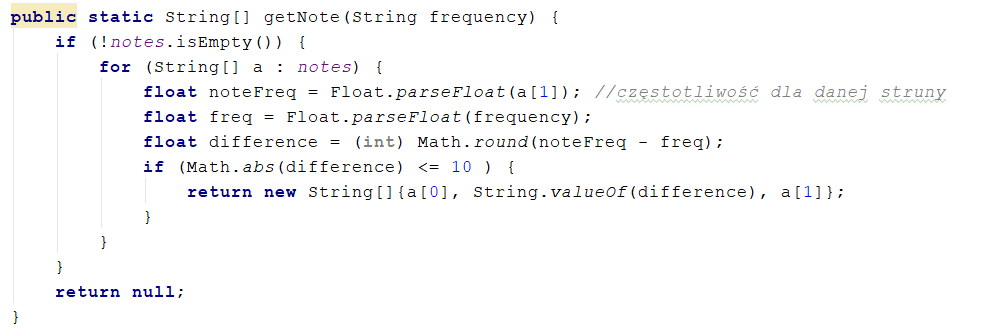 public static String[] getNote(String frequency) {
    if (!notes.isEmpty()) {
        for (String[] a : notes) {
            float noteFreq = Float.parseFloat(a[1]); //częstotliwość dla danej struny
            float freq = Float.parseFloat(frequency);
            float difference = (int) Math.round(noteFreq - freq);
            if (Math.abs(difference) <= 10 ) {
                return new String[]{a[0], String.valueOf(difference), a[1]};
            }
        }
    }
    return null;
}